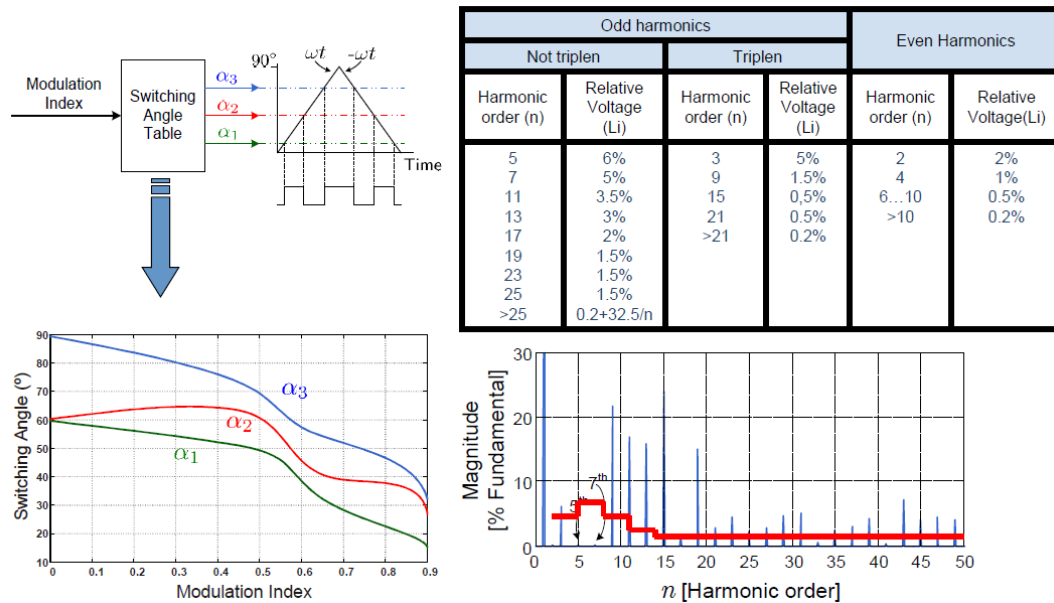 Modulation
Index
Switching
Angle
Table
α3
α2
α1
90°
ωt
-ωt
Time
Odd harmonics
Even Harmonics
Not triplen
Triplen
Harmonic order (n)
Relative Voltage (Li)
Harmonic order (n)
Relative Voltage (Li)
Harmonic order (n)
Relative Voltage(Li)
5 6% 3 5% 2 2%
7 5% 9 1.5% 4 1%
11 3.5% 15 0,5% 6…10 0.5%
13 3% 21 0.5% >10 0.2%
17 2% >21 0.2%
19 1.5%
23 1.5%
25 1.5%
>25 0.2+32.5/n
Switching Angle (º)
90
80
70
60
50
40
30
20
10
α3
α2
α1
0 0.1 0.2 0.3 0.4 0.5 0.6 0.7 0.8 0.9
Modulation Index
Magnitude
[% Fundamental]
30
20
10
0
5th
7th
0 5 10 15 20 25 30 35 40 45 50
n [Harmonic order]